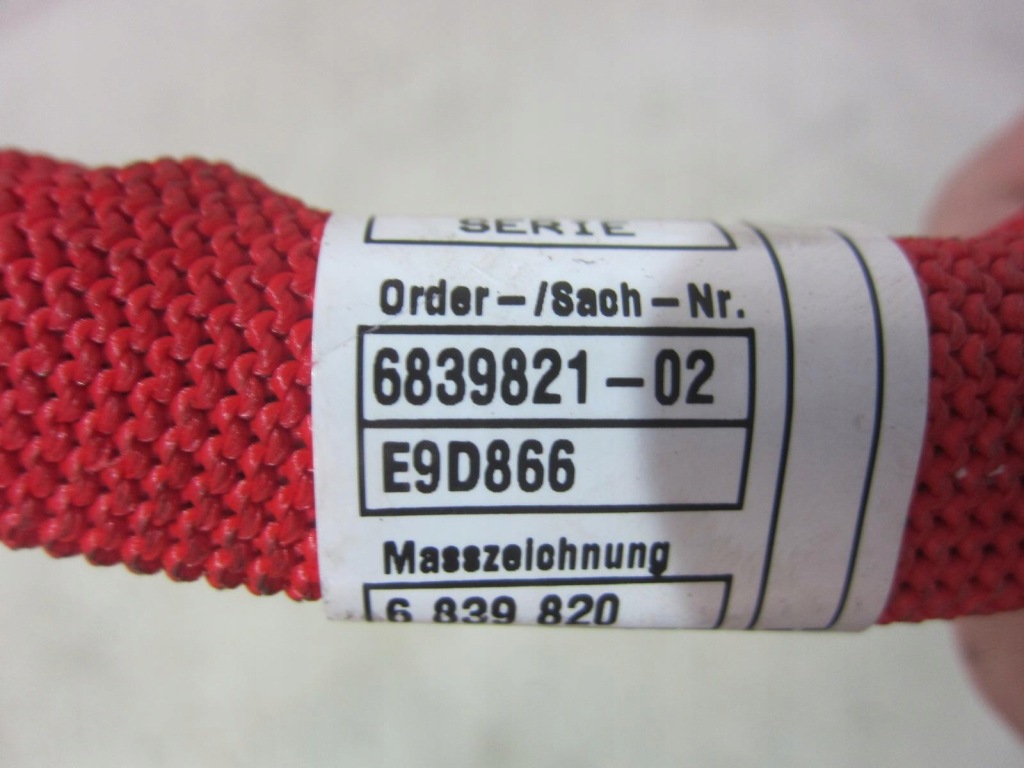 SERIE
Order-/Sach-Nr.
6839821-02
E9D866
Masszeichnung
6 839 820